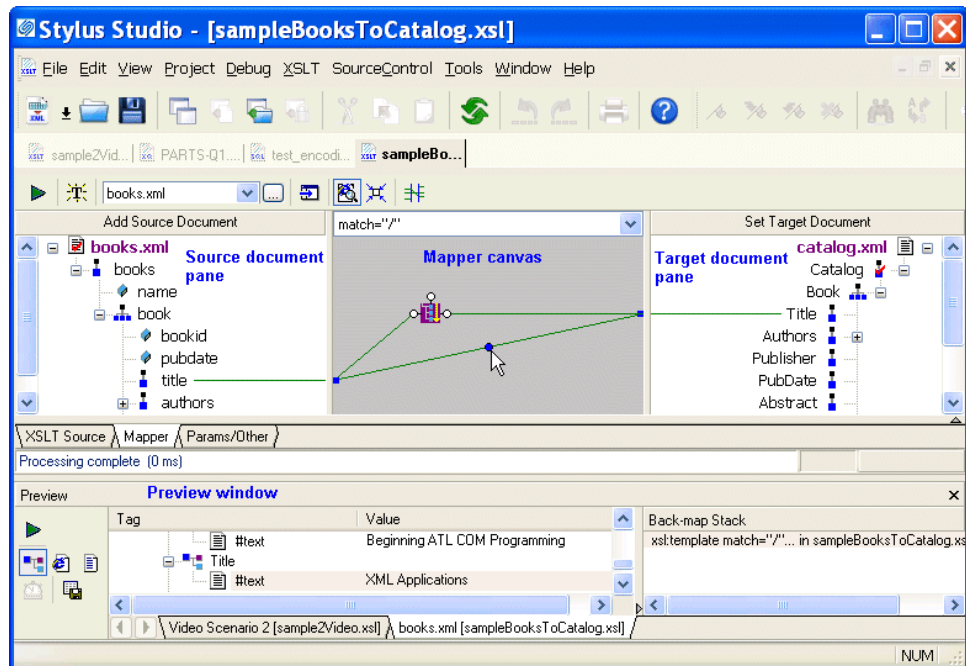 Stylus Studio - [sampleBooksToCatalog.xsl]
File Edit View Project Debug XSLT SourceControl Tools Window Help
sample2Vid... PARTS-Q1.... test_encodi... sampleBo...
books.xml
Add Source Document match="/" Set Target Document
books.xml Source document pane Mapper canvas Target document pane catalog.xml
books Catalog
name Book
book Title
bookid Authors
pubdate Publisher
title PubDate
authors Abstract
XSLT Source Mapper Params/Other
Processing complete (0 ms)
Preview Preview window
Tag Value Back-map Stack
#text Beginning ATL COM Programming xsl:template match="/"... in sampleBooksToCatalog.xs
Title
#text XML Applications
Video Scenario 2 [sample2Video.xsl] books.xml [sampleBooksToCatalog.xsl]
NUM